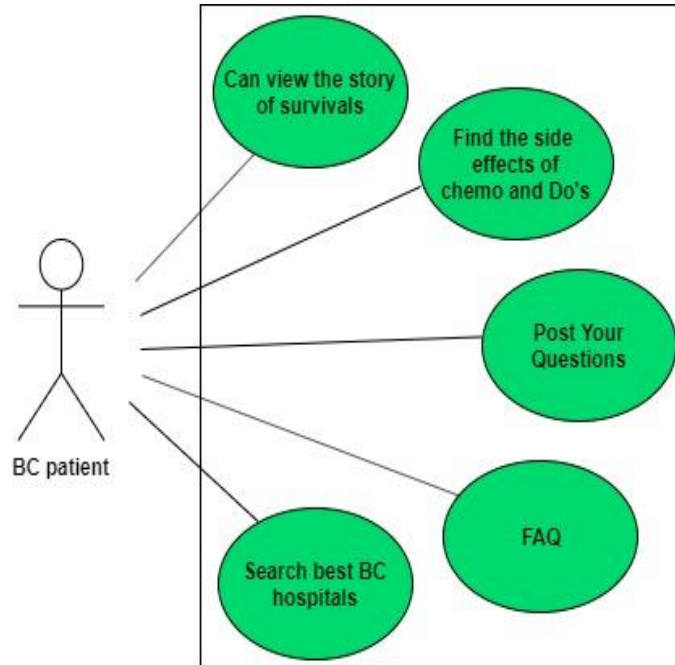 Can view the story
of survivals
Find the side
effects of
chemo and Do's
Post Your
Questions
BC patient
FAQ
Search best BC
hospitals